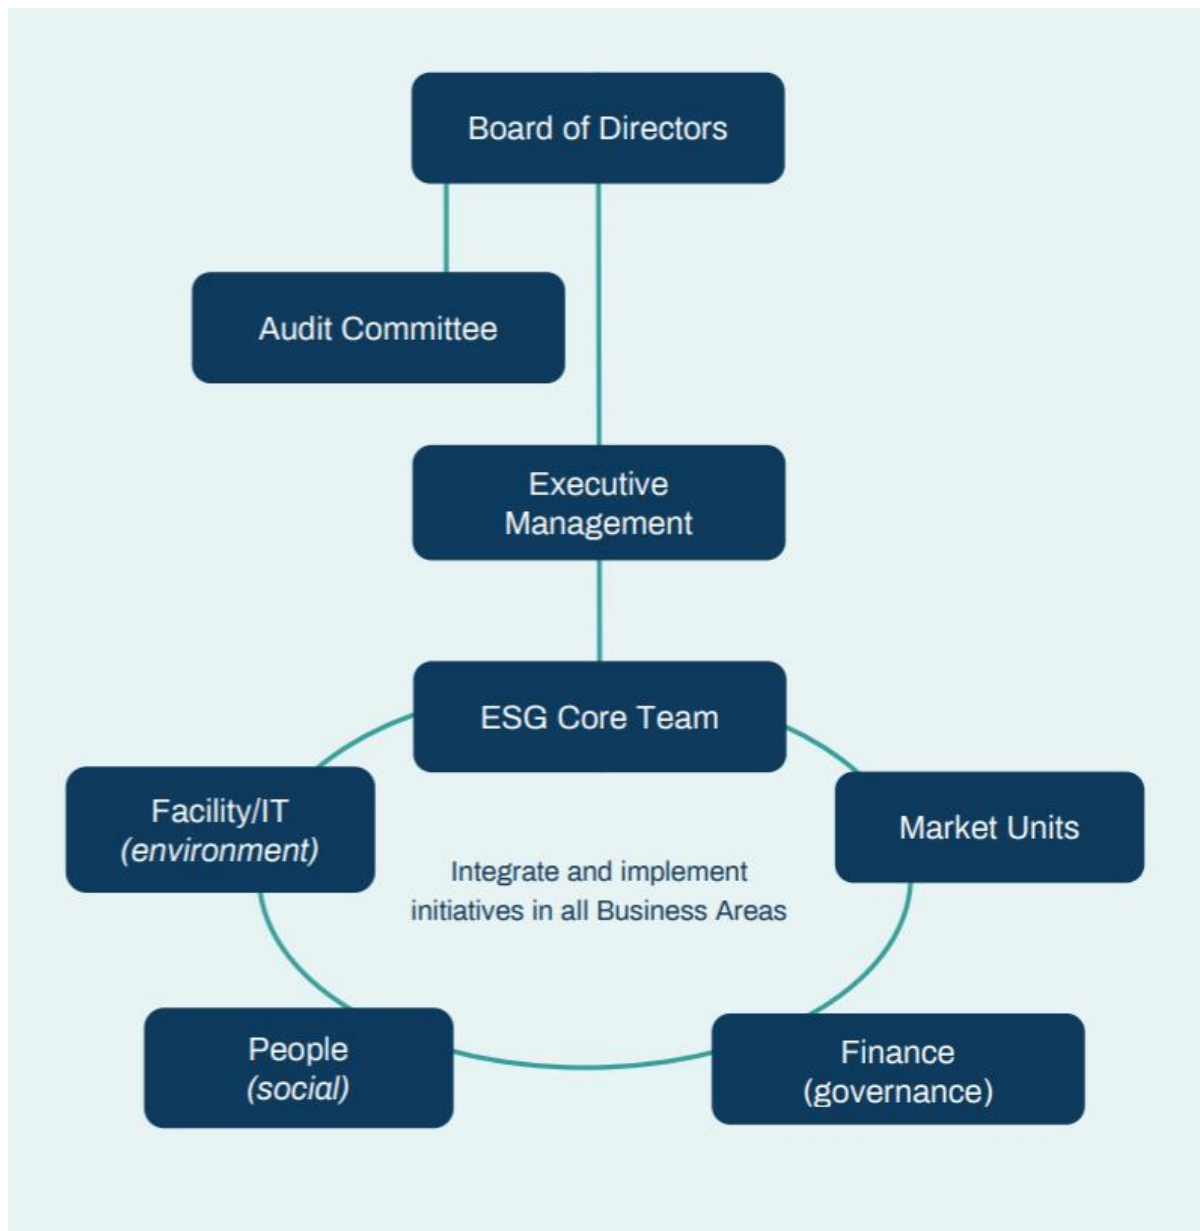 Board of Directors
Audit Committee
Executive
Management
ESG Core Team
Facility/IT
(environment)
Market Units
Integrate and implement
initiatives in all Business Areas
People
(social)
Finance
(governance)